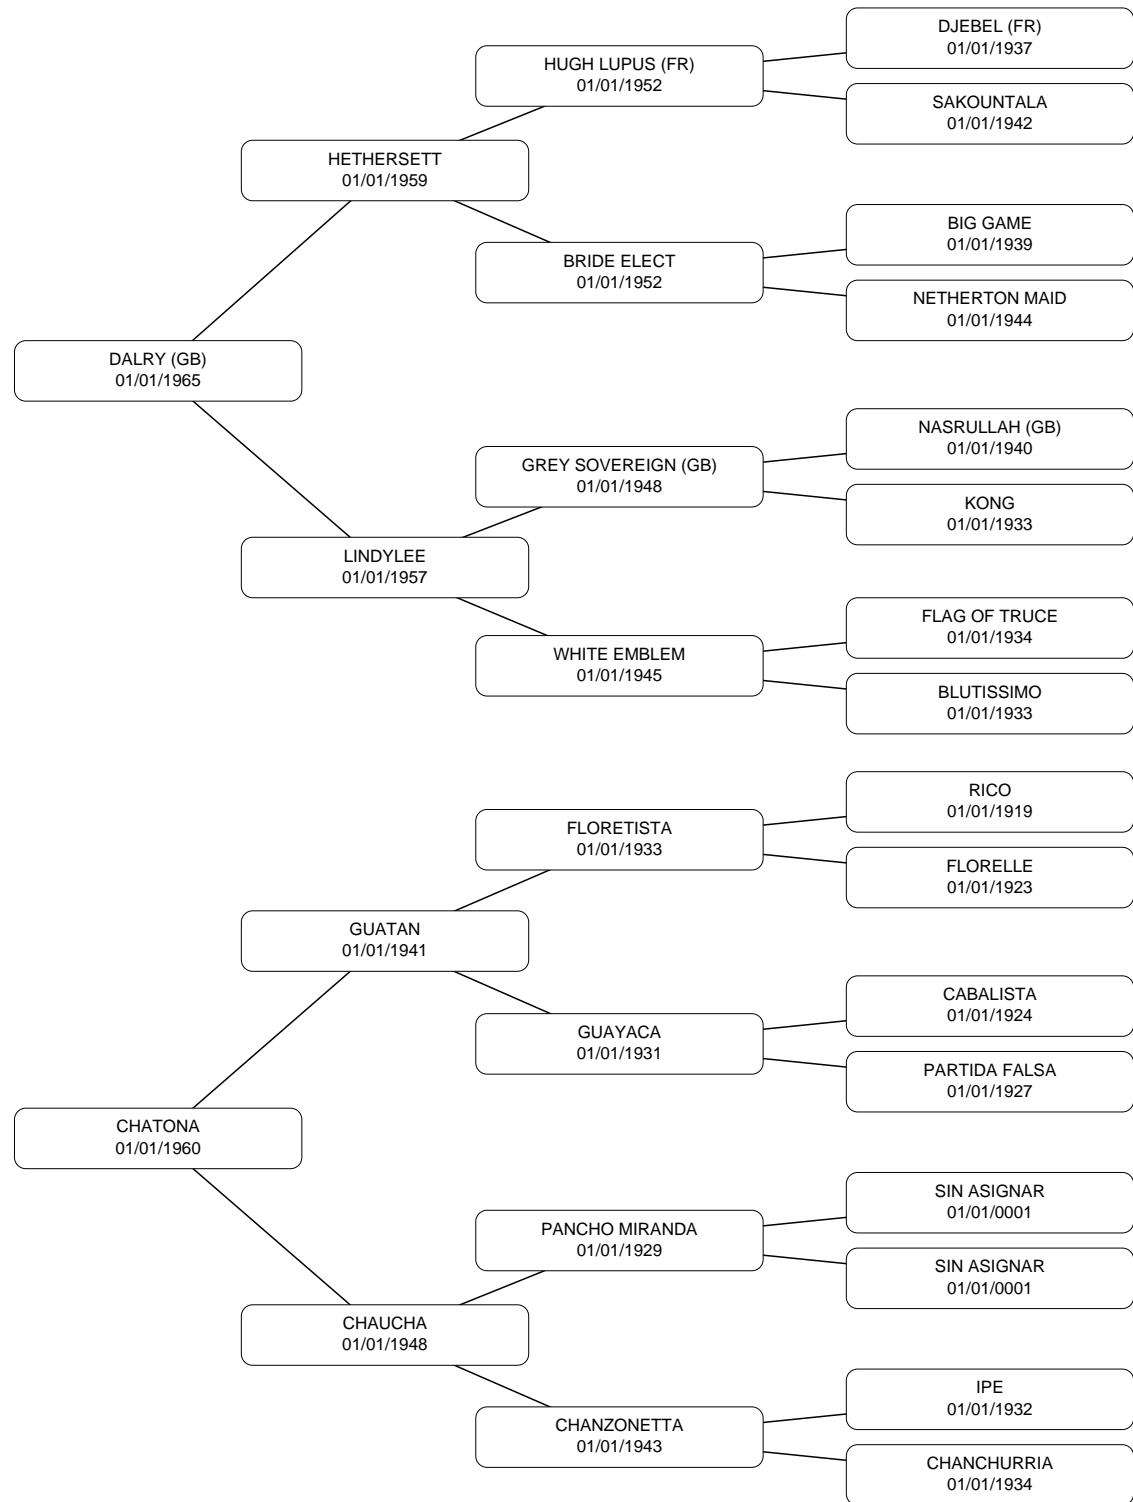 DJEBEL (FR)
01/01/1937
HUGH LUPUS (FR)
01/01/1952
SAKOUNTALA
01/01/1942
HETHERSETT
01/01/1959
BIG GAME
01/01/1939
BRIDE ELECT
01/01/1952
NETHERTON MAID
01/01/1944
DALRY (GB)
01/01/1965
NASRULLAH (GB)
01/01/1940
GREY SOVEREIGN (GB)
01/01/1948
KONG
01/01/1933
LINDYLEE
01/01/1957
FLAG OF TRUCE
01/01/1934
WHITE EMBLEM
01/01/1945
BLUTISSIMO
01/01/1933
RICO
01/01/1919
FLORETISTA
01/01/1933
FLORELLE
01/01/1923
GUATAN
01/01/1941
CABALISTA
01/01/1924
GUAYACA
01/01/1931
PARTIDA FALSA
01/01/1927
CHATONA
01/01/1960
SIN ASIGNAR
01/01/0001
PANCHO MIRANDA
01/01/1929
SIN ASIGNAR
01/01/0001
CHAUCHA
01/01/1948
IPE
01/01/1932
CHANZONETTA
01/01/1943
CHANCHURRIA
01/01/1934